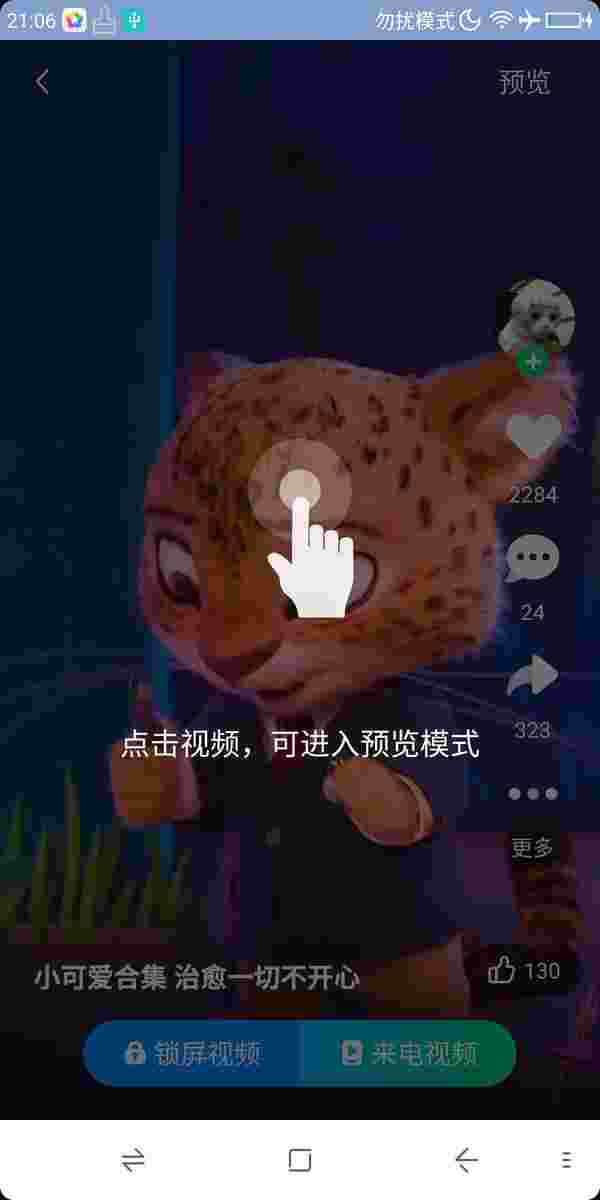 21:06
勿扰模式
预览
2284
24
点击视频，可进入预览模式
323
更多
小可爱合集 治愈一切不开心
130
锁屏视频
来电视频